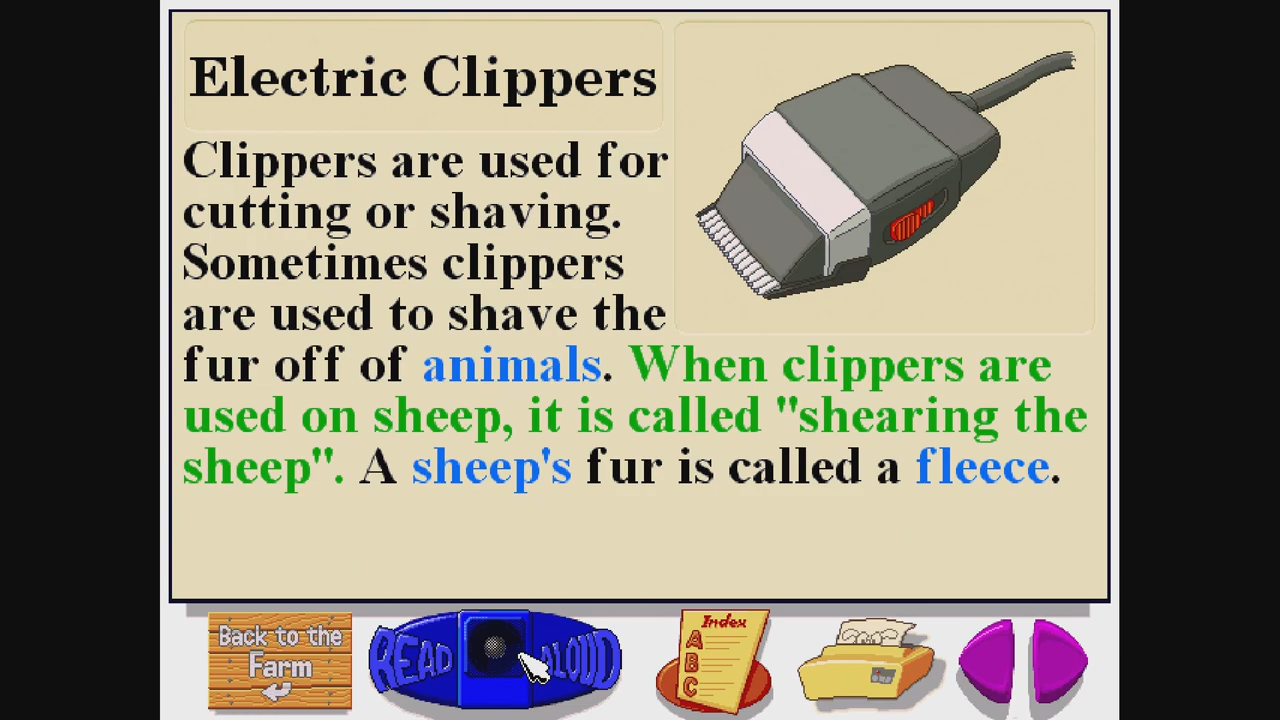 Electric Clippers
Clippers are used for
cutting or shaving.
Sometimes clippers
are used to shave the
fur off of animals. When clippers are
used on sheep, it is called "shearing the
sheep". A sheep's fur is called a fleece.
Back to the
Farm
READ ALOUD
Index
A
B
C